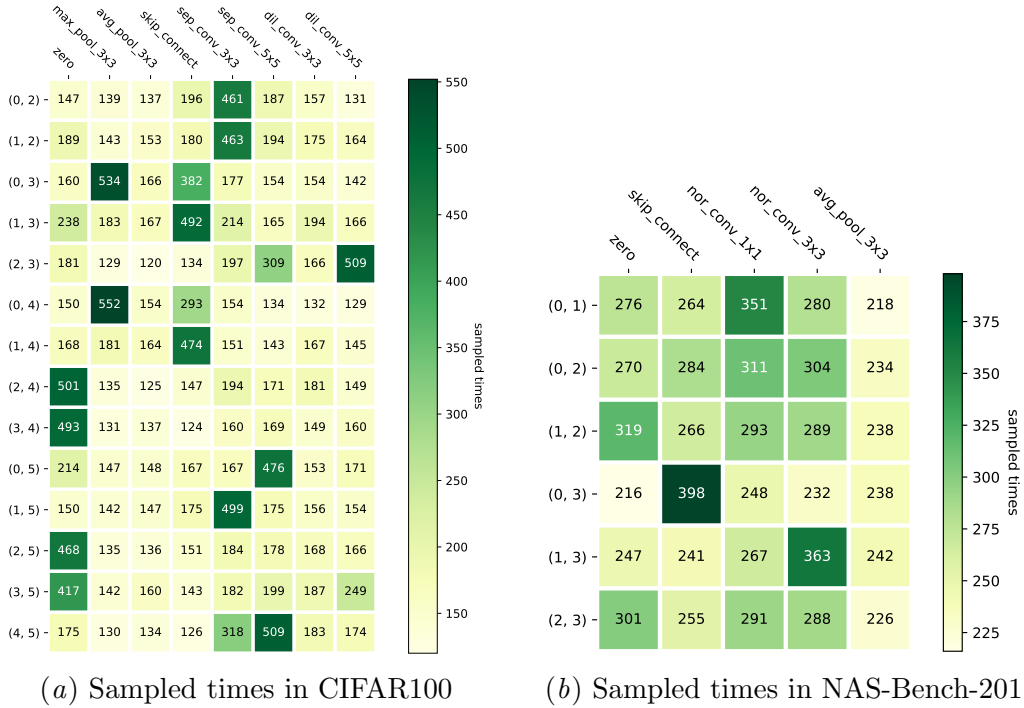 zero max_pool_3x3 avg_pool_3x3 skip_connect sep_conv_3x3 sep_conv_5x5 dil_conv_3x3 dil_conv_5x5
(0, 2) 147 139 137 196 461 187 157 131
(1, 2) 189 143 153 180 463 194 175 164
(0, 3) 160 534 166 382 177 154 154 142
(1, 3) 238 183 167 492 214 165 194 166
(2, 3) 181 129 120 134 197 309 166 509
(0, 4) 150 552 154 293 154 134 132 129
(1, 4) 168 181 164 474 151 143 167 145
(2, 4) 501 135 125 147 194 171 181 149
(3, 4) 493 131 137 124 160 169 149 160
(0, 5) 214 147 148 167 167 476 153 171
(1, 5) 150 142 147 175 499 175 156 154
(2, 5) 468 135 136 151 184 178 168 166
(3, 5) 417 142 160 143 182 199 187 249
(4, 5) 175 130 134 126 318 509 183 174
550
500
450
400
350
300
250
200
150
sampled times
(a) Sampled times in CIFAR100
zero skip_connect nor_conv_1x1 nor_conv_3x3 avg_pool_3x3
(0, 1) 276 264 351 280 218
(0, 2) 270 284 311 304 234
(1, 2) 319 266 293 289 238
(0, 3) 216 398 248 232 238
(1, 3) 247 241 267 363 242
(2, 3) 301 255 291 288 226
375
350
325
300
275
250
225
sampled times
(b) Sampled times in NAS-Bench-201